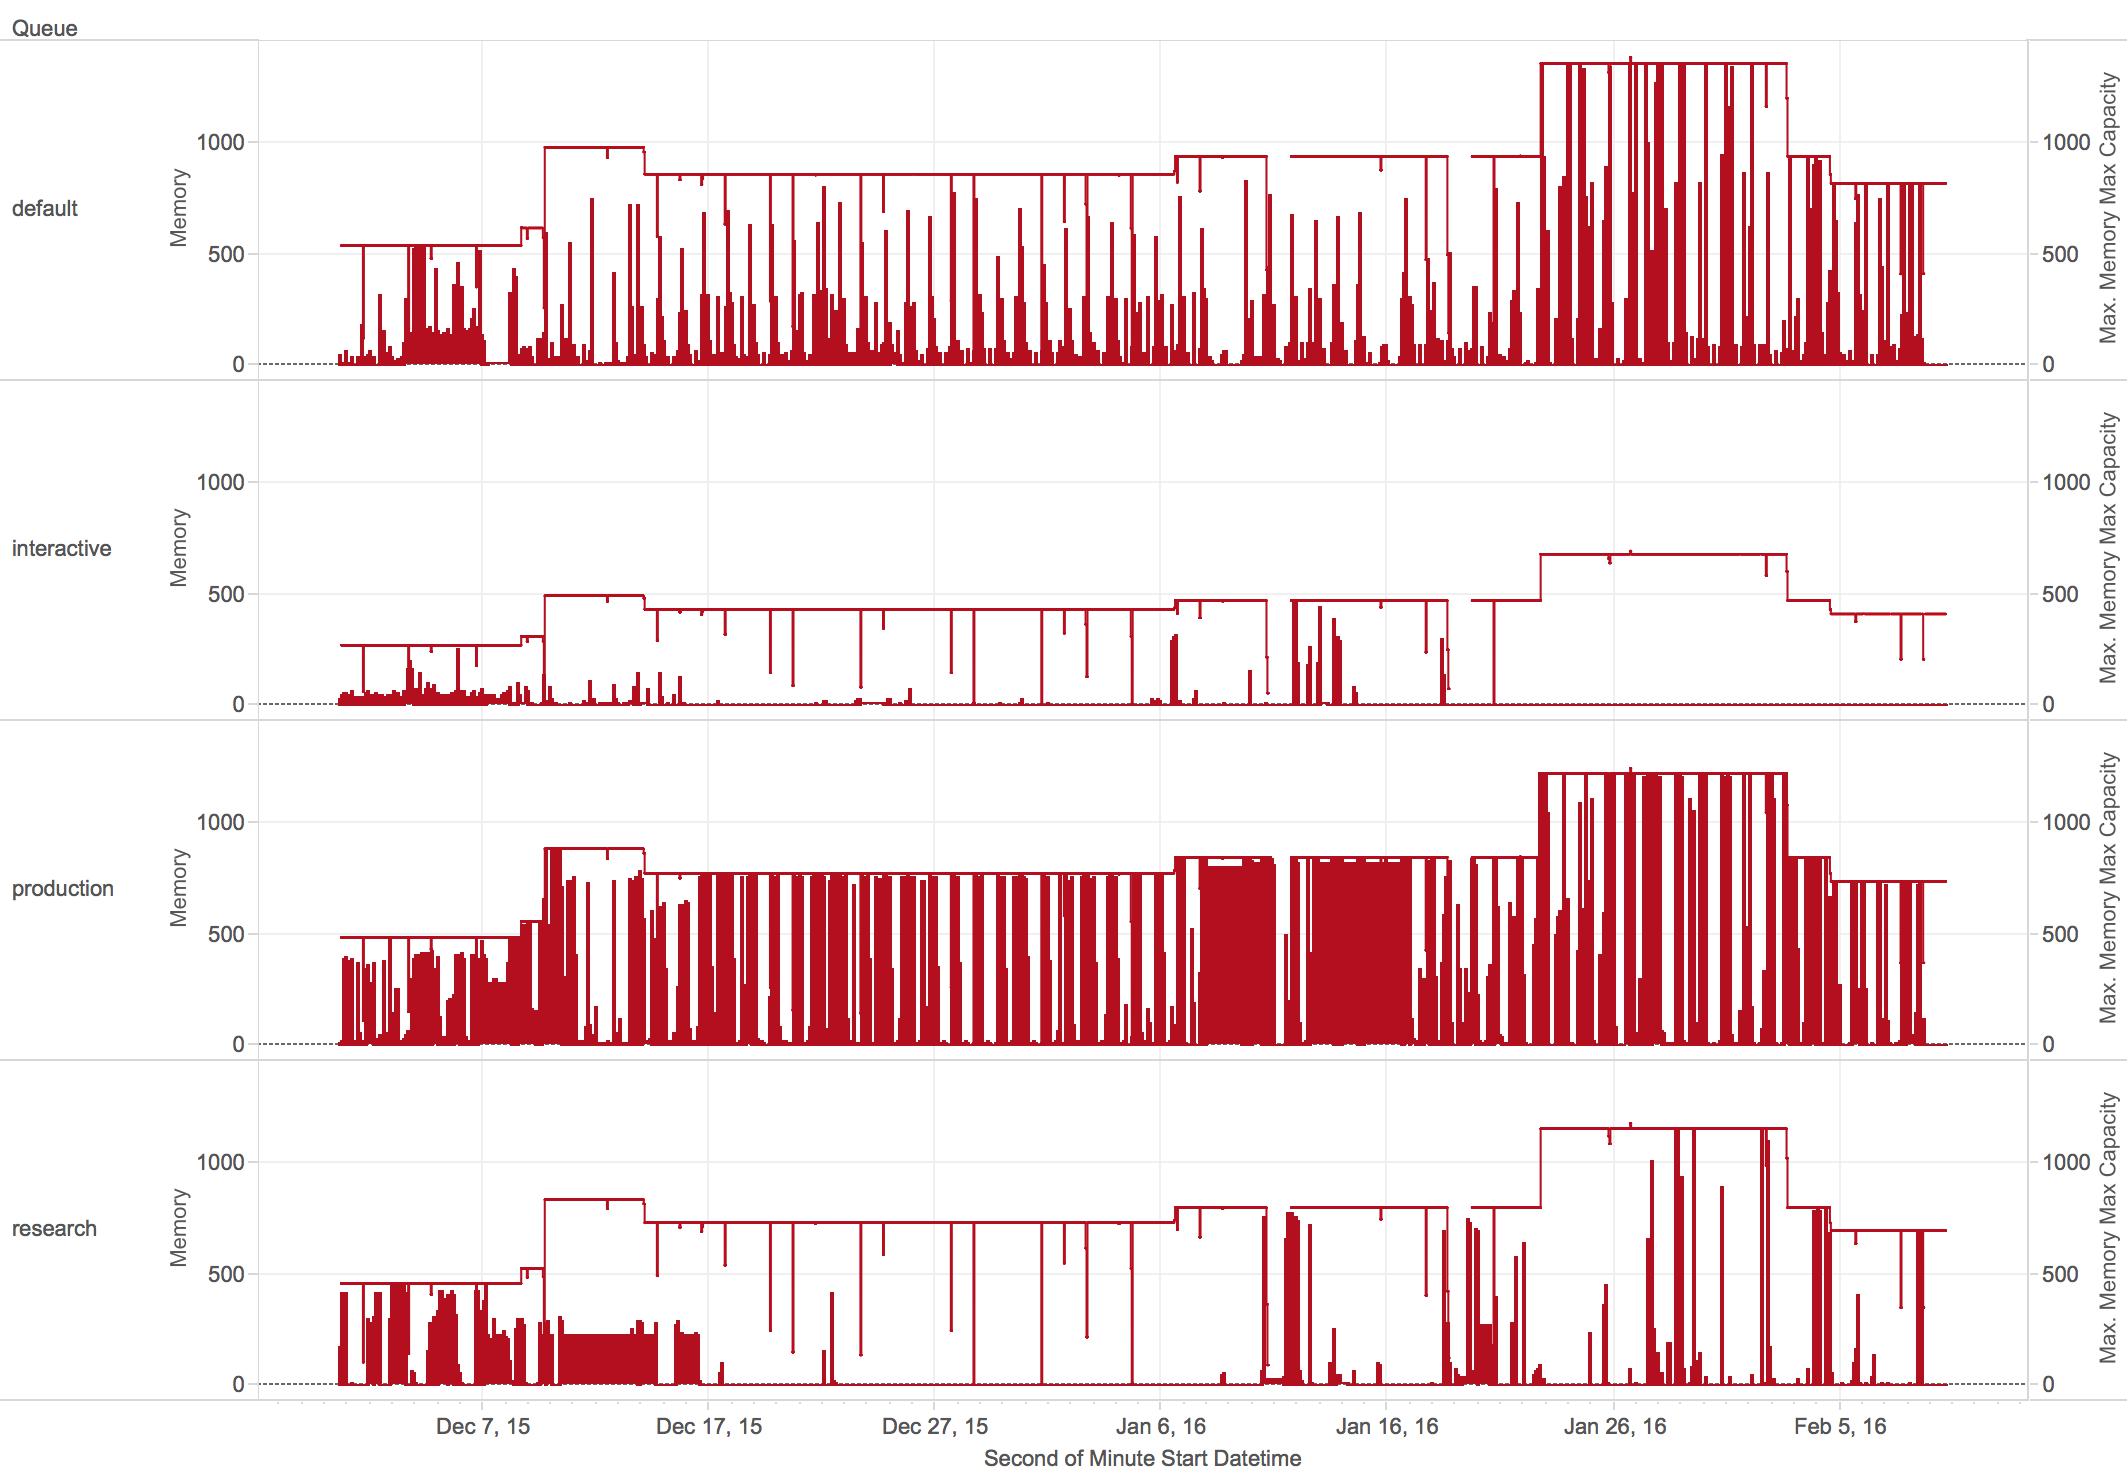 Queue
default
Memory
1000
500
0
1000
500
0
Max. Memory Max Capacity
interactive
Memory
1000
500
0
1000
500
0
Max. Memory Max Capacity
production
Memory
1000
500
0
1000
500
0
Max. Memory Max Capacity
research
Memory
1000
500
0
1000
500
0
Max. Memory Max Capacity
Dec 7, 15 Dec 17, 15 Dec 27, 15 Jan 6, 16 Jan 16, 16 Jan 26, 16 Feb 5, 16
Second of Minute Start Datetime